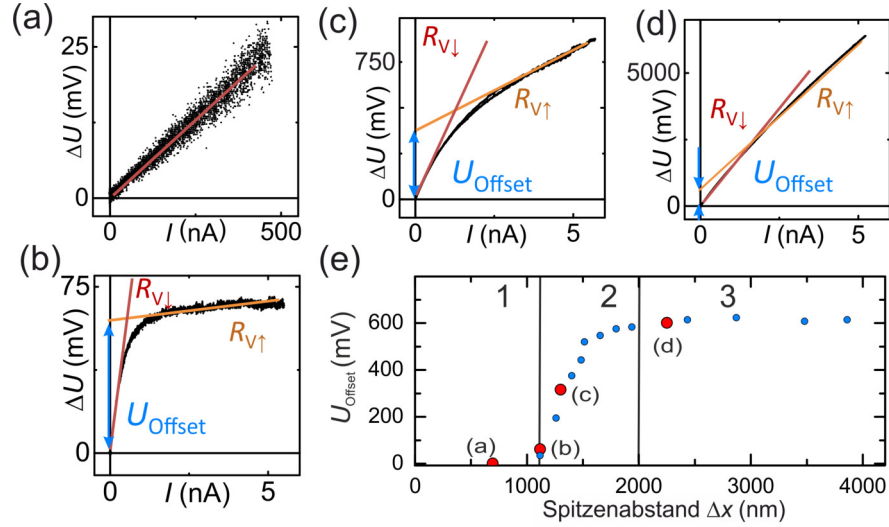 (a)
25
ΔU (mV)
0
0
I (nA)
500
(b)
75
ΔU (mV)
0
R_V↓
R_V↑
U_Offset
0
I (nA)
5
(c)
750
ΔU (mV)
0
R_V↓
R_V↑
U_Offset
0
I (nA)
5
(d)
5000
ΔU (mV)
0
R_V↓
R_V↑
U_Offset
0
I (nA)
5
(e)
1
2
3
600
400
200
0
U_Offset (mV)
(a)
(b)
(c)
(d)
0
1000
2000
3000
4000
Spitzenabstand Δx (nm)